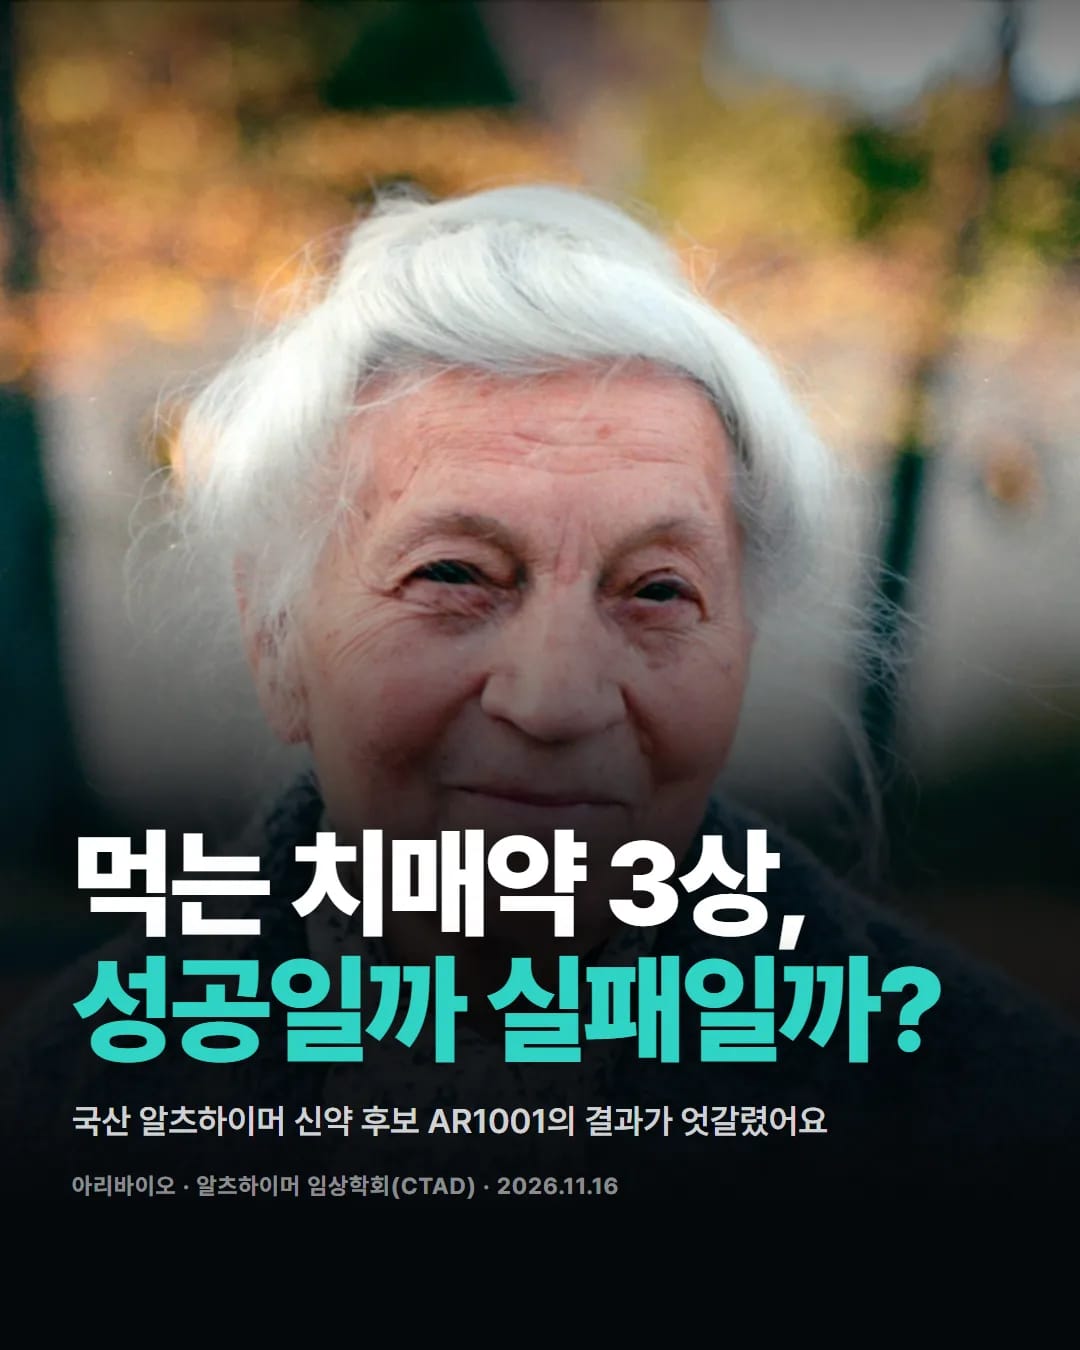 먹는 치매약 3상,
성공일까 실패일까?
국산 알츠하이머 신약 후보 AR1001의 결과가 엇갈렸어요
아리바이오 · 알츠하이머 임상학회(CTAD) · 2026.11.16